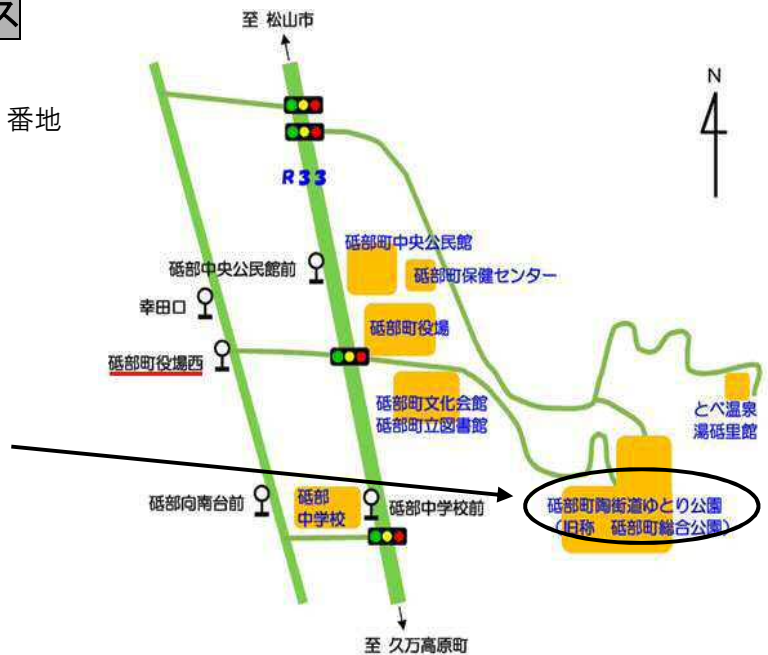 ス
至 松山市
番地
N
R33
砥部町中央公民館
砥部中央公民館前
砥部町保健センター
幸田口
砥部町役場
砥部町役場西
砥部町文化会館
砥部町立図書館
とべ温泉
湯砥里館
砥部向南台前
砥部
中学校
砥部中学校前
砥部町陶街道ゆとり公園
(旧称 砥部町総合公園)
至 久万高原町